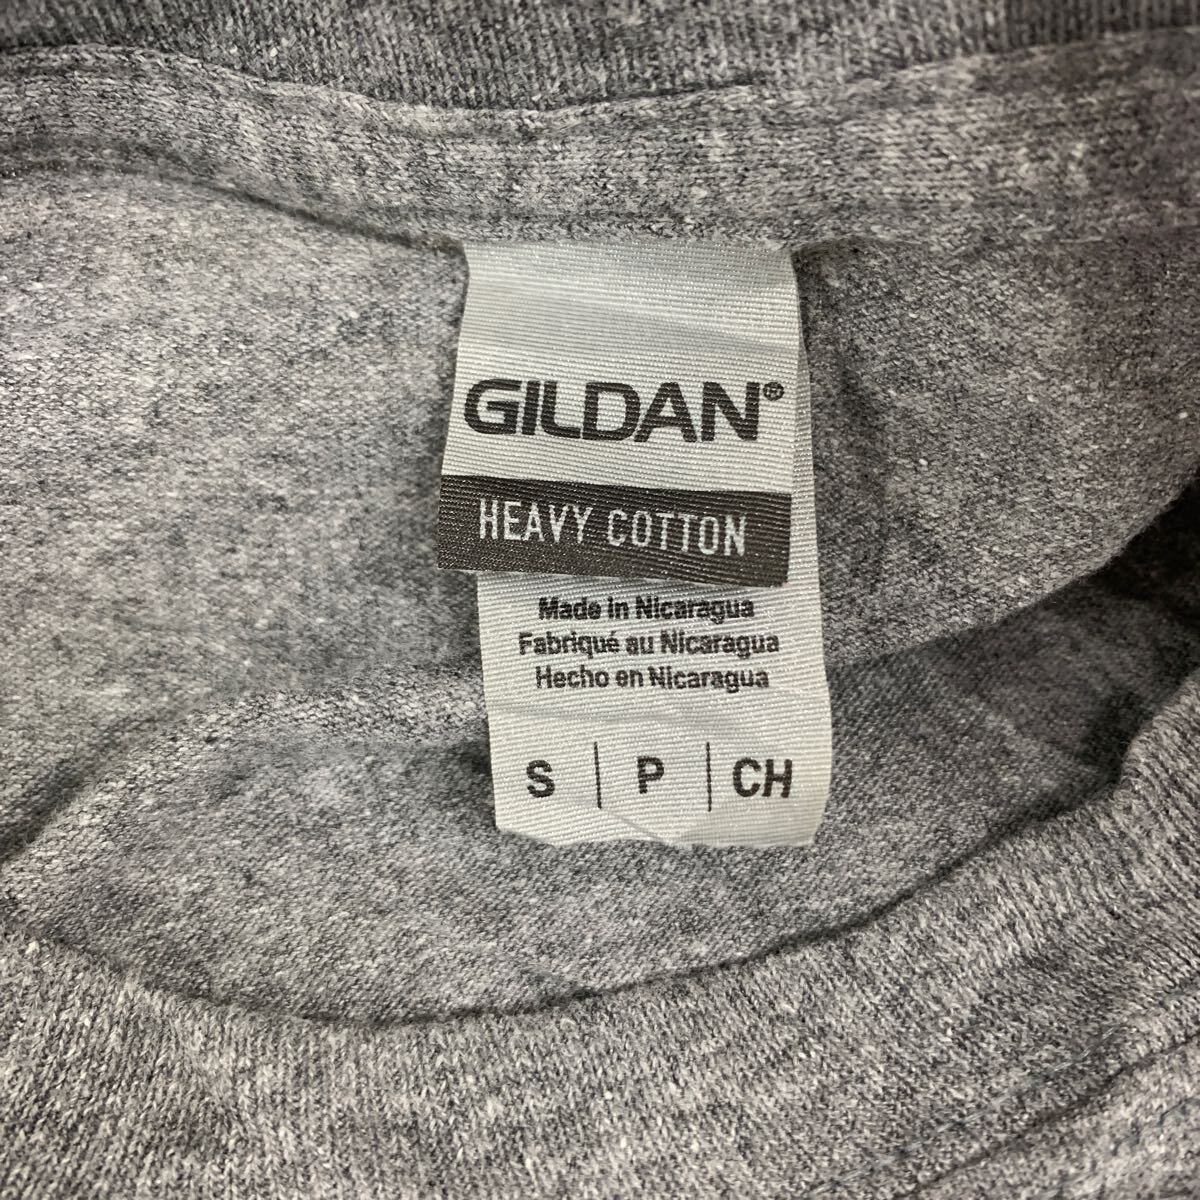 GILDAN®
HEAVY COTTON
Made in Nicaragua
Fabriqué au Nicaragua
Hecho en Nicaragua
S | P | CH